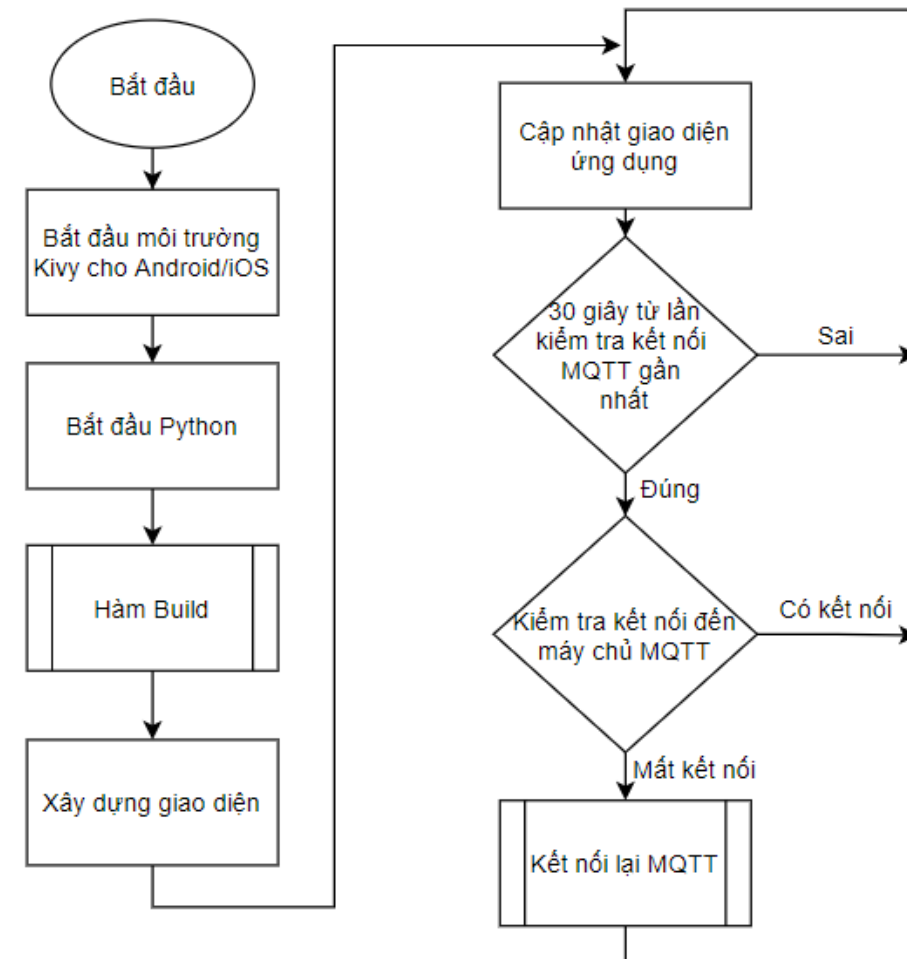 Bắt đầu
Bắt đầu môi trường
Kivy cho Android/iOS
Bắt đầu Python
Hàm Build
Xây dựng giao diện
Cập nhật giao diện
ứng dụng
30 giây từ lần
kiểm tra kết nối
MQTT gần
nhất
Sai
Đúng
Kiểm tra kết nối đến
máy chủ MQTT
Có kết nối
Mất kết nối
Kết nối lại MQTT